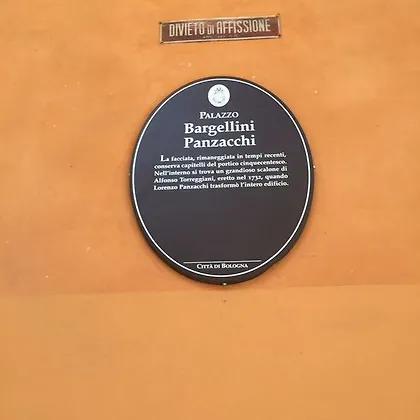 DIVIETO DI AFFISSIONE
PALAZZO
Bargellini
Panzacchi
La facciata, rimaneggiata in tempi recenti,
conserva capitelli del portico cinquecentesco.
Nell'interno si trova un grandioso scalone di
Alfonso Torreggiani, eretto nel 1732, quando
Lorenzo Panzacchi trasformò l'intero edificio.
CITTÀ DI BOLOGNA